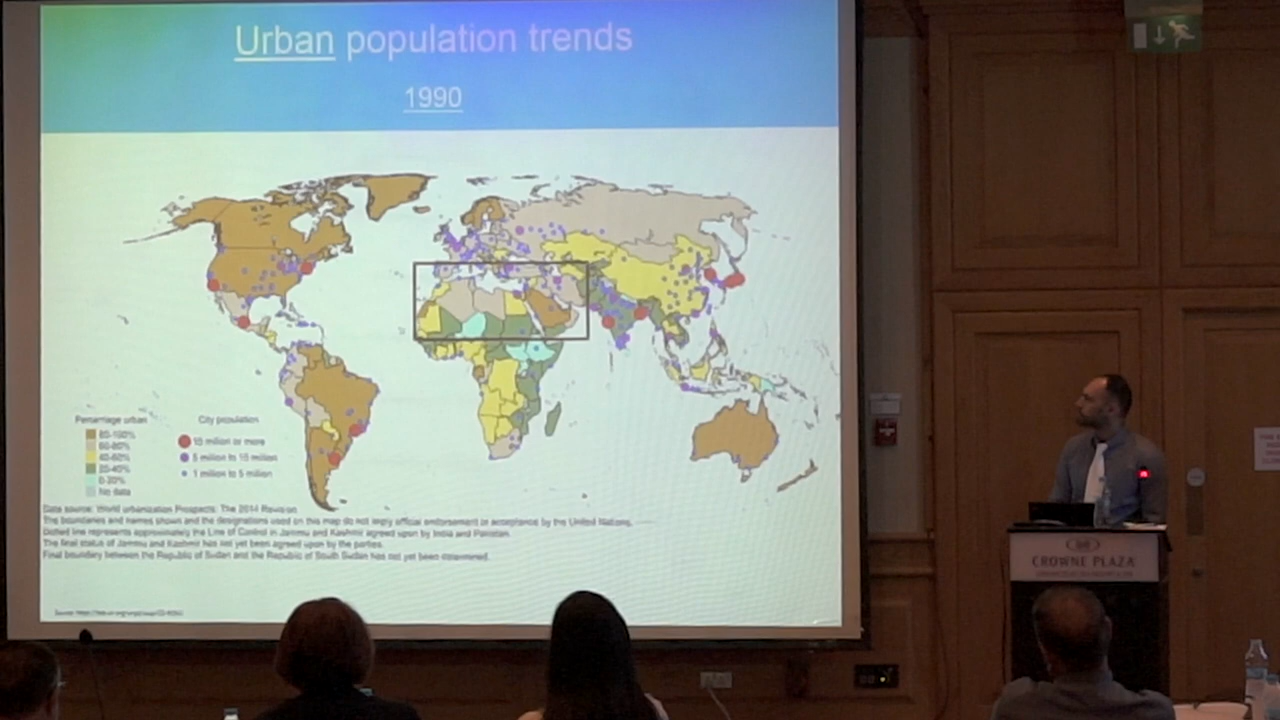 Urban population trends
1990
Percentage urban
80-100%
60-80%
40-60%
20-40%
0-20%
No data
City population
10 million or more
5 million to 10 million
1 million to 5 million
Data source: World Urbanization Prospects: The 2014 Revision
The boundaries and names shown and the designations used on this map do not imply official endorsement or acceptance by the United Nations.
Dotted line represents approximately the Line of Control in Jammu and Kashmir agreed upon by India and Pakistan.
The final status of Jammu and Kashmir has not yet been agreed upon by the parties.
Final boundary between the Republic of Sudan and the Republic of South Sudan has not yet been determined.
CROWNE PLAZA